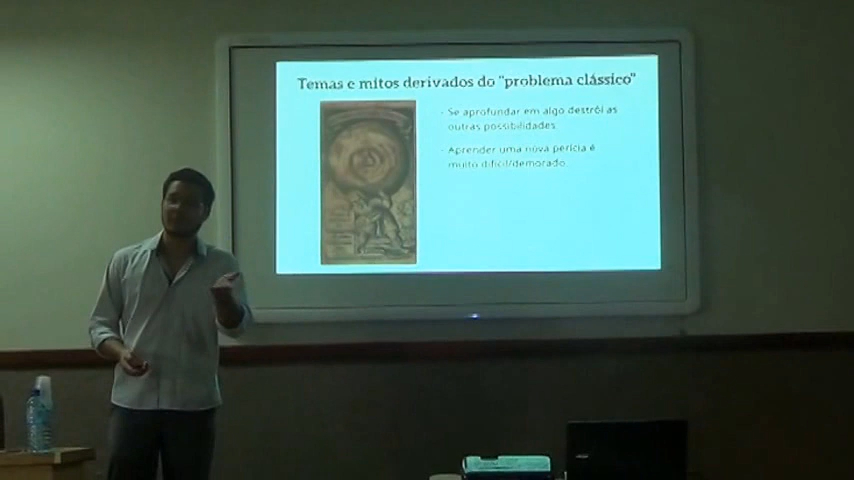 Temas e mitos derivados do "problema clássico"
- Se aprofundar em algo destrói as
outras possibilidades.
- Aprender uma nova perícia é
muito difícil/demorado.